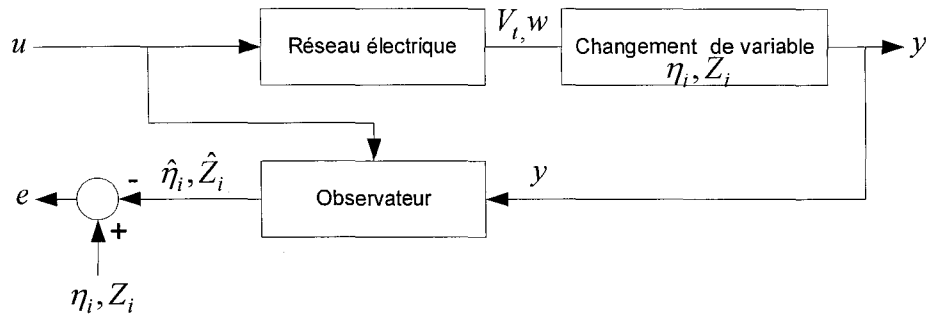 u
Réseau électrique
V_t, w
Changement de variable
η_i, Z_i
y
e
-
η̂_i, Ẑ_i
Observateur
y
+
η_i, Z_i